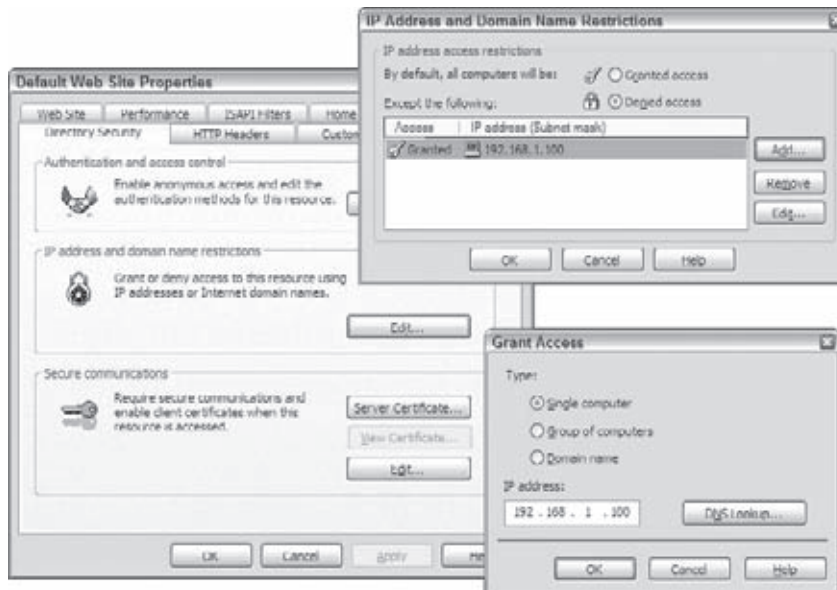 IP Address and Domain Name Restrictions
IP address access restrictions
By default, all computers will be:
Granted access
Denied access
Except the following:
Access
IP address (Subnet mask)
Granted
192.168.1.100
Add...
Remove
Edit...
OK
Cancel
Help
Default Web Site Properties
Web Site
Performance
ISAPI Filters
Home
Directory Security
HTTP Headers
Custom
Authentication and access control
Enable anonymous access and edit the
authentication methods for this resource.
IP address and domain name restrictions
Grant or deny access to this resource using
IP addresses or Internet domain names.
Edit...
Secure communications
Require secure communications and
enable client certificates when this
resource is accessed.
Server Certificate...
View Certificate...
Edit...
OK
Cancel
Apply
Grant Access
Type:
Single computer
Group of computers
Domain name
IP address:
192 . 168 . 1 . 100
DNS Lookup...
OK
Cancel
Help